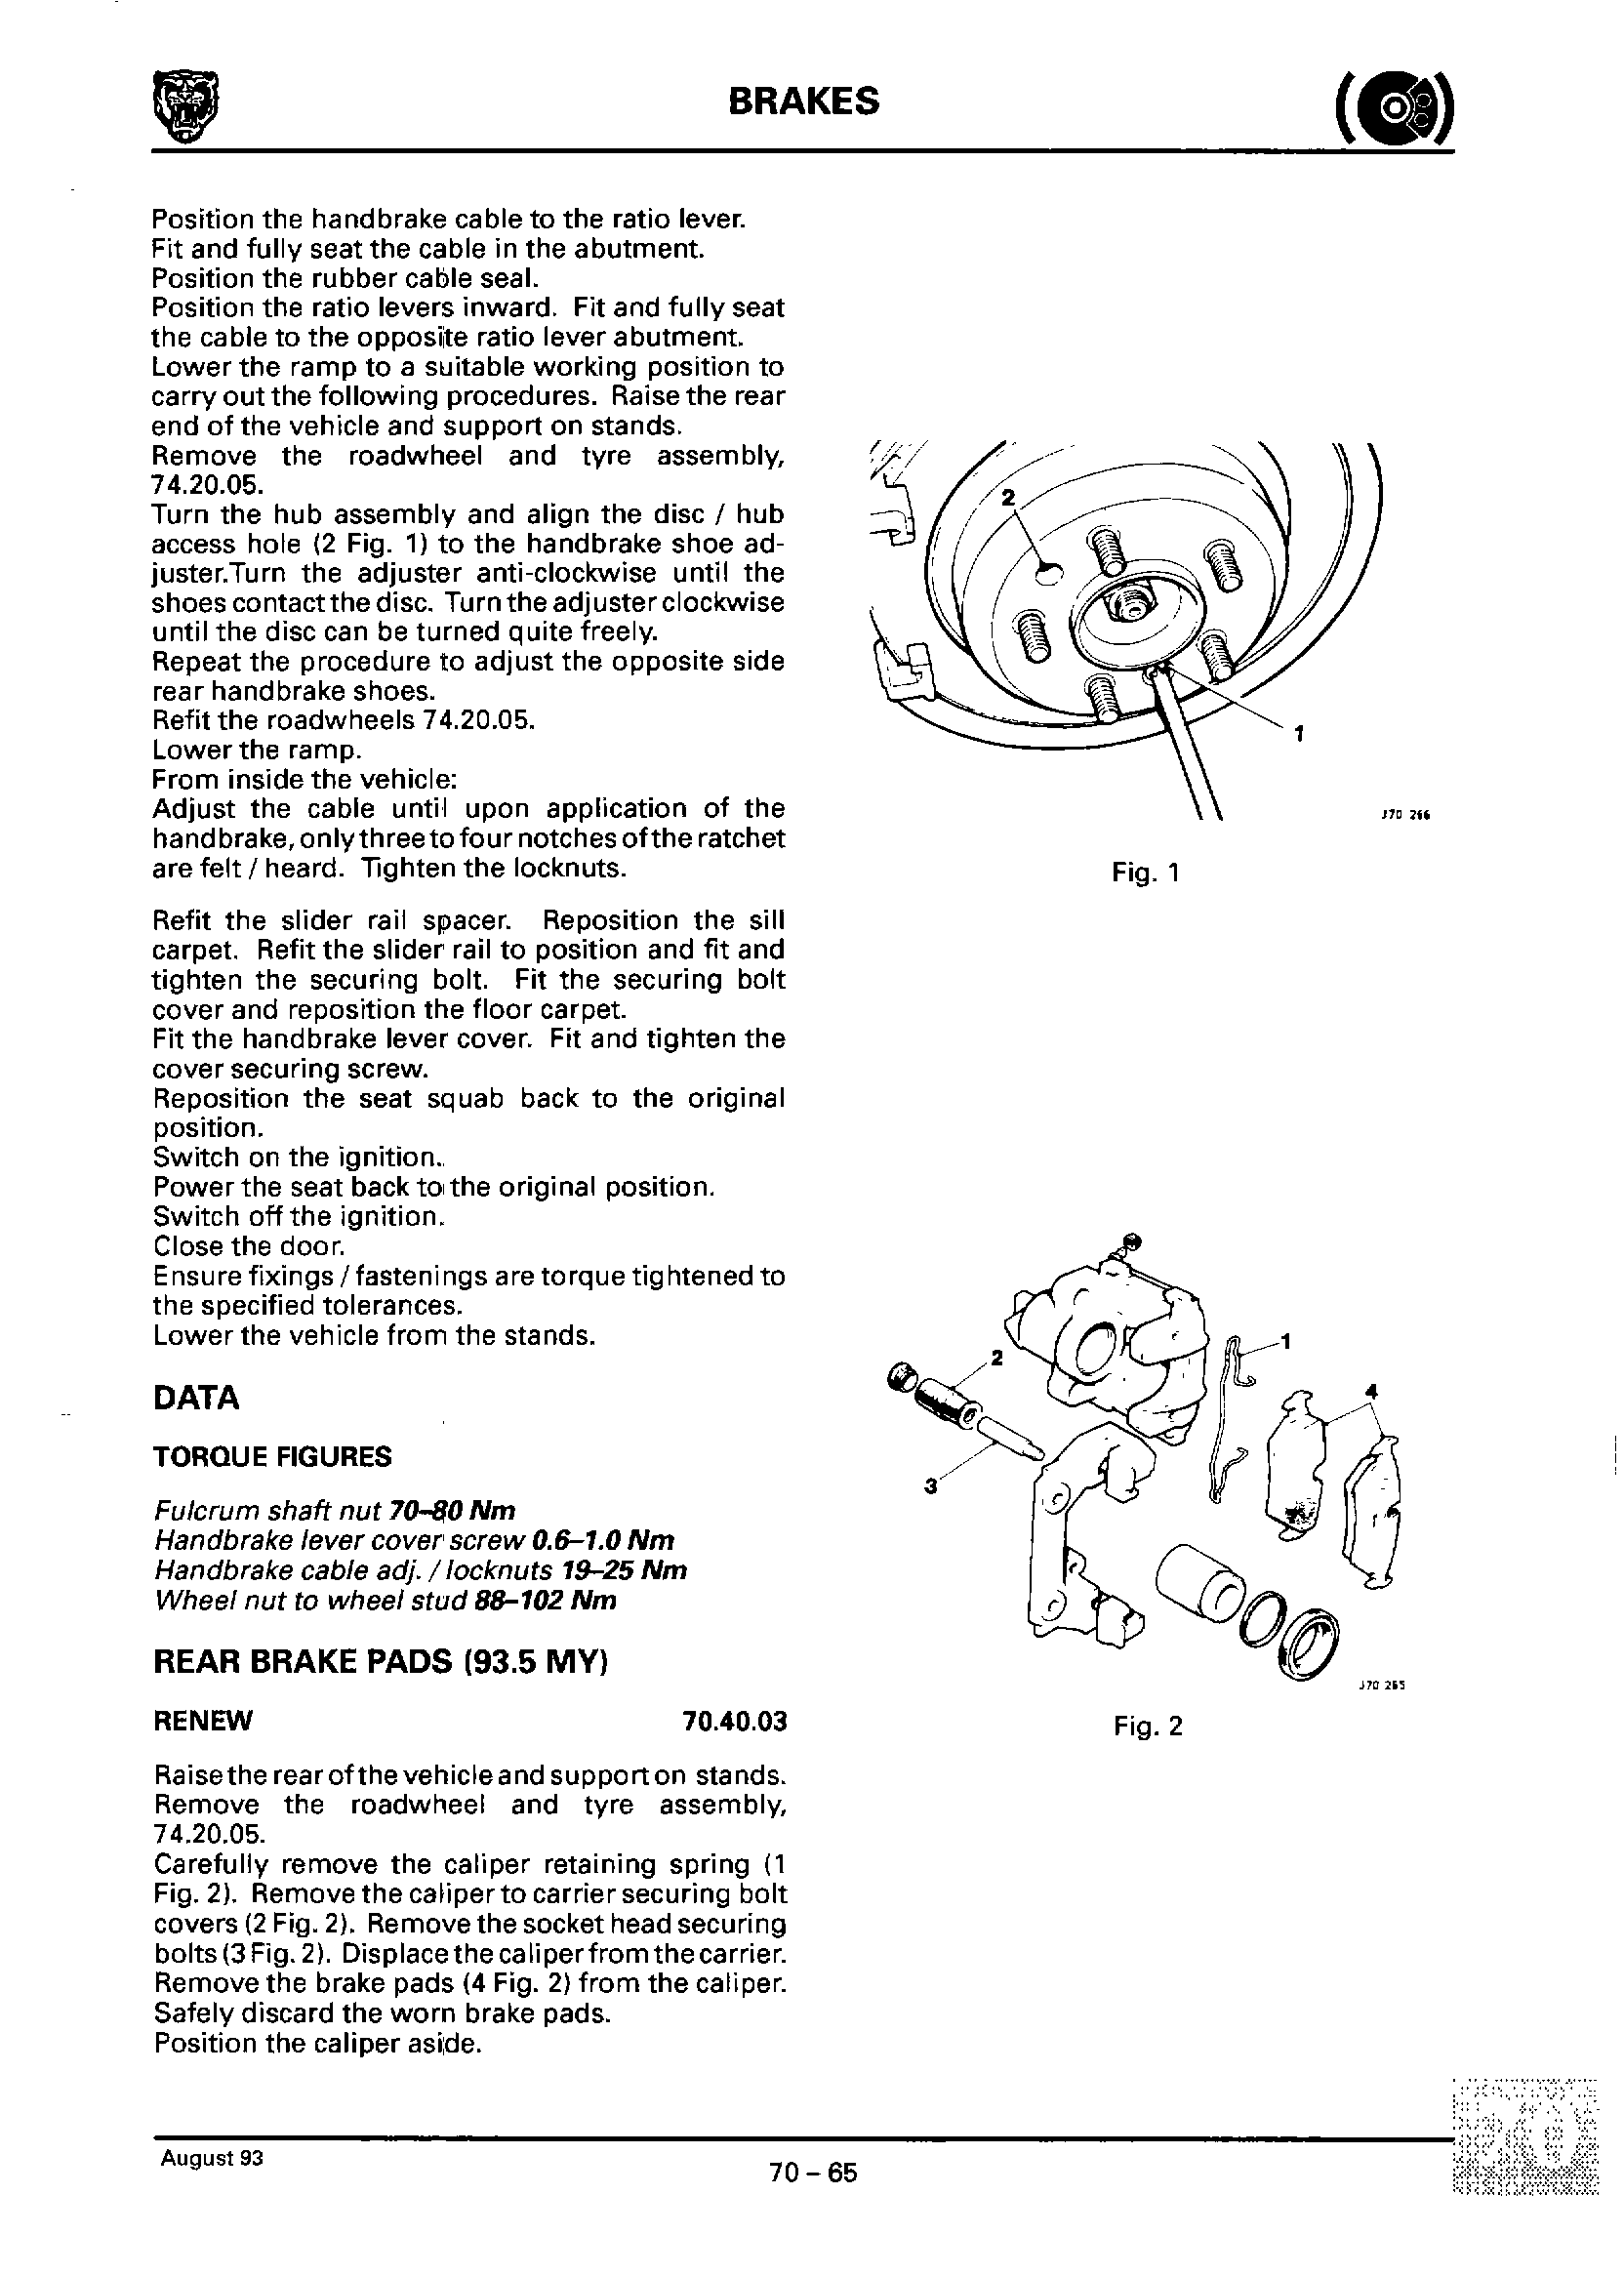 BRAKES
Position the handbrake cable to the ratio lever.
Fit and fully seat the cable in the abutment.
Position the rubber cable seal.
Position the ratio levers inward. Fit and fully seat
the cable to the opposite ratio lever abutment.
Lower the ramp to a suitable working position to
carry out the following procedures. Raise the rear
end of the vehicle and support on stands.
Remove the roadwheel and tyre assembly,
74.20.05.
Turn the hub assembly and align the disc / hub
access hole (2 Fig. 1) to the handbrake shoe ad-
juster.Turn the adjuster anti-clockwise until the
shoes contact the disc. Turn the adjuster clockwise
until the disc can be turned quite freely.
Repeat the procedure to adjust the opposite side
rear handbrake shoes.
Refit the roadwheels 74.20.05.
Lower the ramp.
From inside the vehicle:
Adjust the cable until upon application of the
handbrake, only three to four notches of the ratchet
are felt / heard. Tighten the locknuts.
Refit the slider rail spacer. Reposition the sill
carpet. Refit the slider rail to position and fit and
tighten the securing bolt. Fit the securing bolt
cover and reposition the floor carpet.
Fit the handbrake lever cover. Fit and tighten the
cover securing screw.
Reposition the seat squab back to the original
position.
Switch on the ignition.
Power the seat back to the original position.
Switch off the ignition.
Close the door.
Ensure fixings / fastenings are torque tightened to
the specified tolerances.
Lower the vehicle from the stands.
DATA
TORQUE FIGURES
Fulcrum shaft nut 70–80 Nm
Handbrake lever cover screw 0.6–1.0 Nm
Handbrake cable adj. / locknuts 19–25 Nm
Wheel nut to wheel stud 88–102 Nm
REAR BRAKE PADS (93.5 MY)
RENEW 70.40.03
Raise the rear of the vehicle and support on stands.
Remove the roadwheel and tyre assembly,
74.20.05.
Carefully remove the caliper retaining spring (1
Fig. 2). Remove the caliper to carrier securing bolt
covers (2 Fig. 2). Remove the socket head securing
bolts (3 Fig. 2). Displace the caliper from the carrier.
Remove the brake pads (4 Fig. 2) from the caliper.
Safely discard the worn brake pads.
Position the caliper aside.
2
1
J70 266
Fig. 1
1
2
4
3
J70 265
Fig. 2
August 93
70 – 65
70